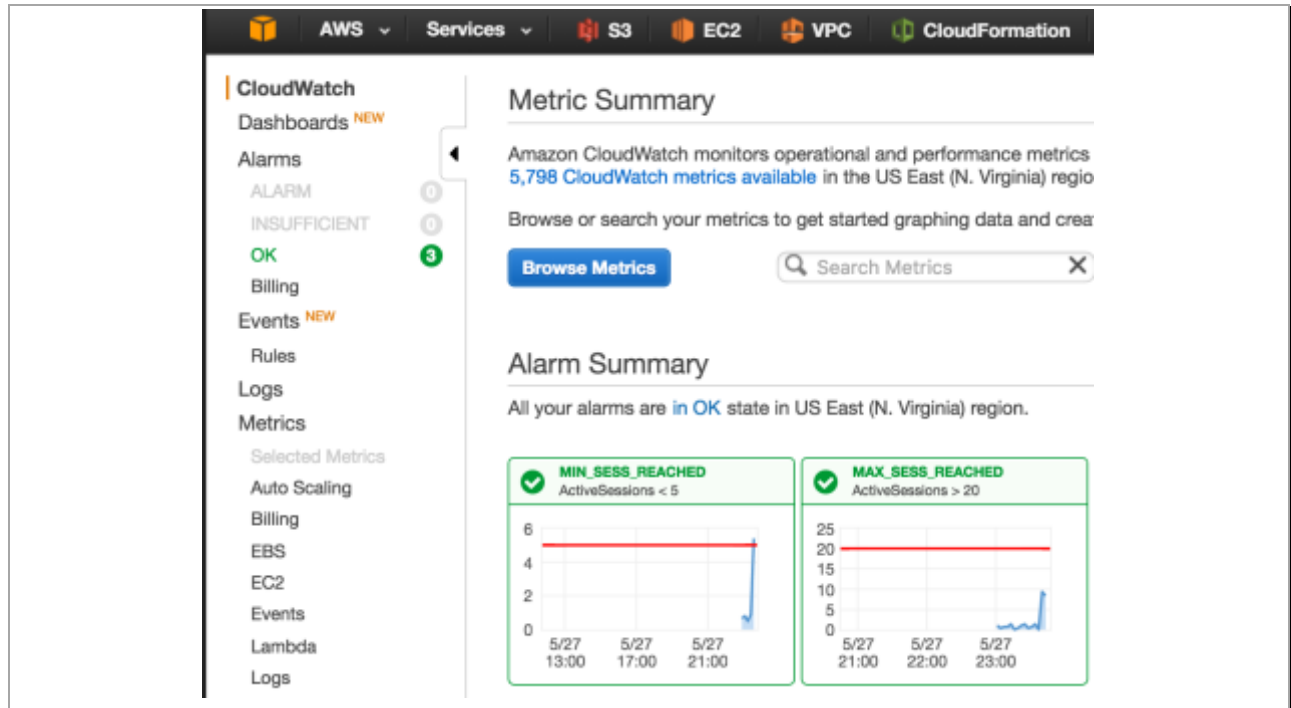 AWS Services S3 EC2 VPC CloudFormation
CloudWatch
Dashboards NEW
Alarms
ALARM 0
INSUFFICIENT 0
OK 3
Billing
Events NEW
Rules
Logs
Metrics
Selected Metrics
Auto Scaling
Billing
EBS
EC2
Events
Lambda
Logs
Metric Summary
Amazon CloudWatch monitors operational and performance metrics
5,798 CloudWatch metrics available in the US East (N. Virginia) regio
Browse or search your metrics to get started graphing data and crea
Browse Metrics Search Metrics
Alarm Summary
All your alarms are in OK state in US East (N. Virginia) region.
MIN_SESS_REACHED
ActiveSessions < 5
6
4
2
0
5/27 5/27 5/27
13:00 17:00 21:00
MAX_SESS_REACHED
ActiveSessions > 20
25
20
15
10
5
0
5/27 5/27 5/27
21:00 22:00 23:00